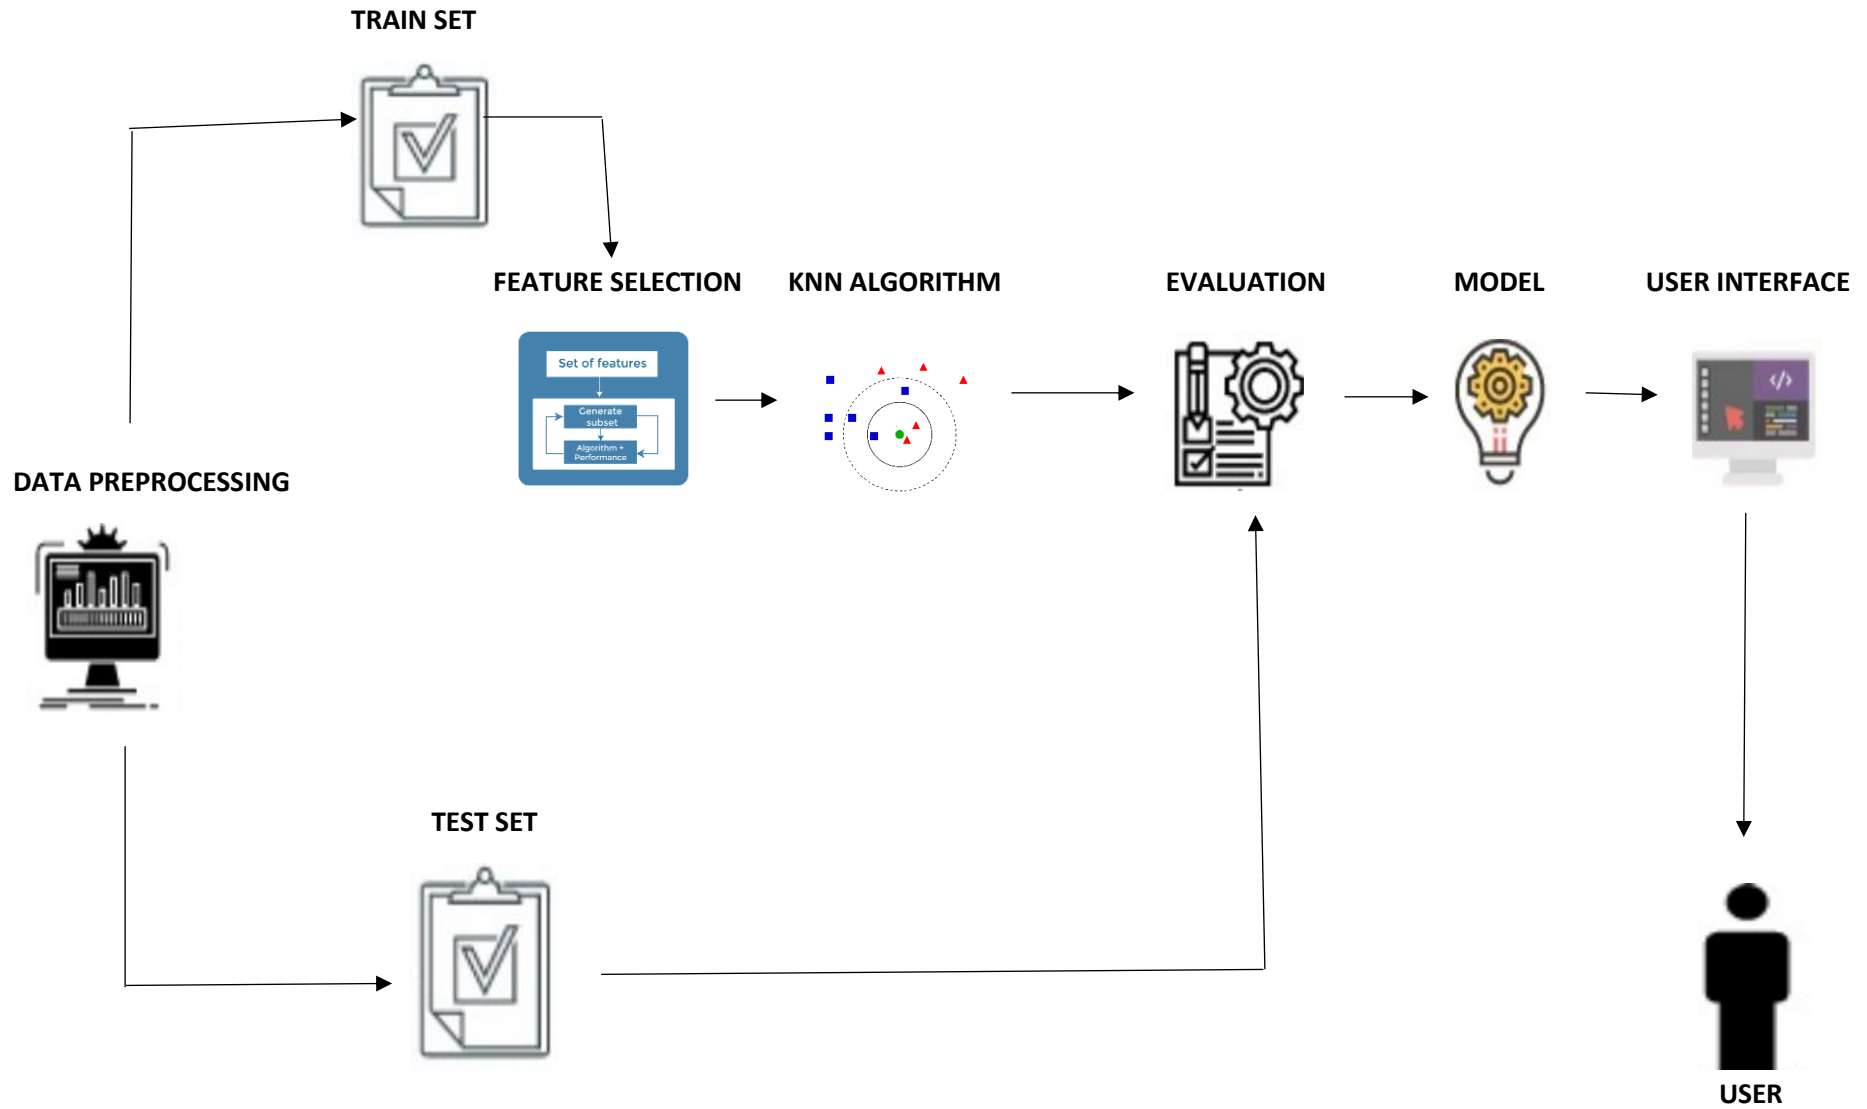 TRAIN SET
FEATURE SELECTION
KNN ALGORITHM
EVALUATION
MODEL
USER INTERFACE
Set of features
Generate
subset
Algorithm +
Performance
</>
DATA PREPROCESSING
TEST SET
USER